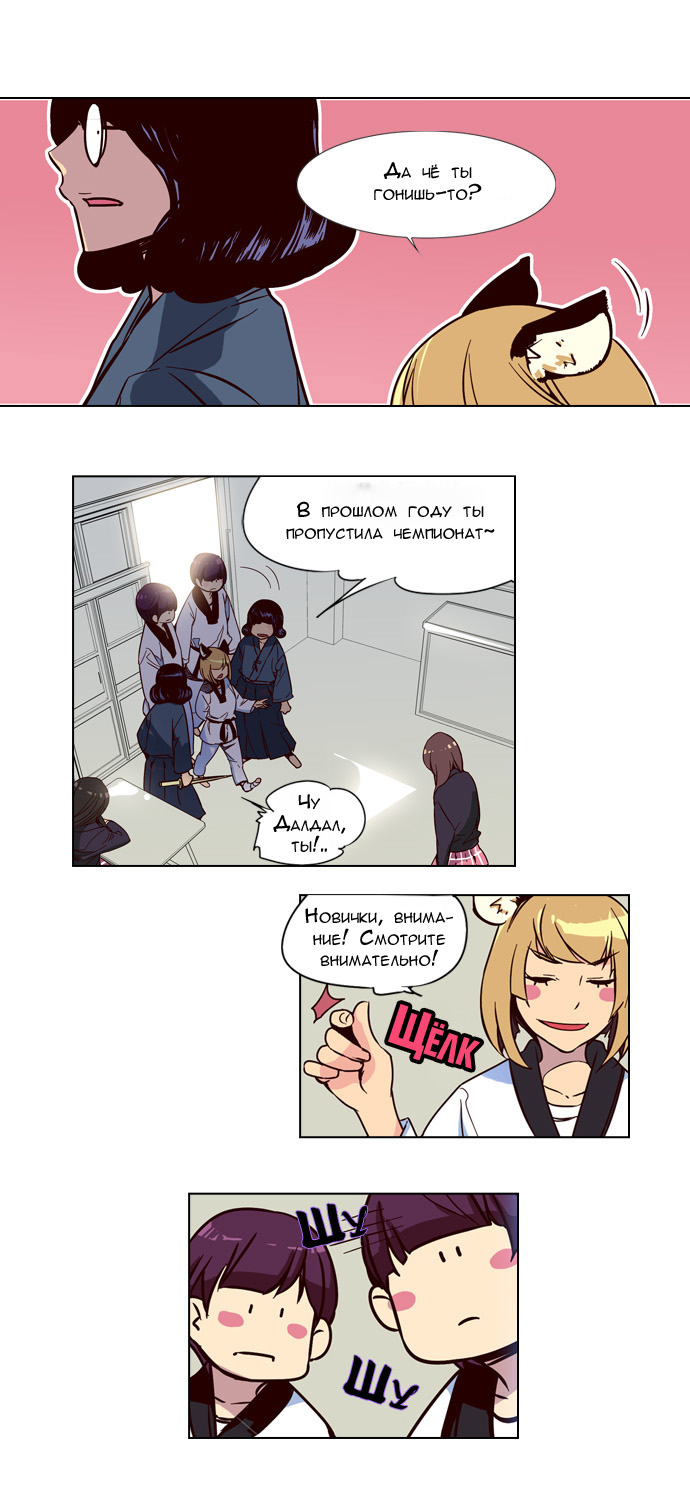 Да чё ты
гонишь-то?
В прошлом году ты
пропустила чемпионат~
Чу
Далдал,
ты!..
Новички, внима-
ние! Смотрите
внимательно!
Щёлк
Шу
Шу